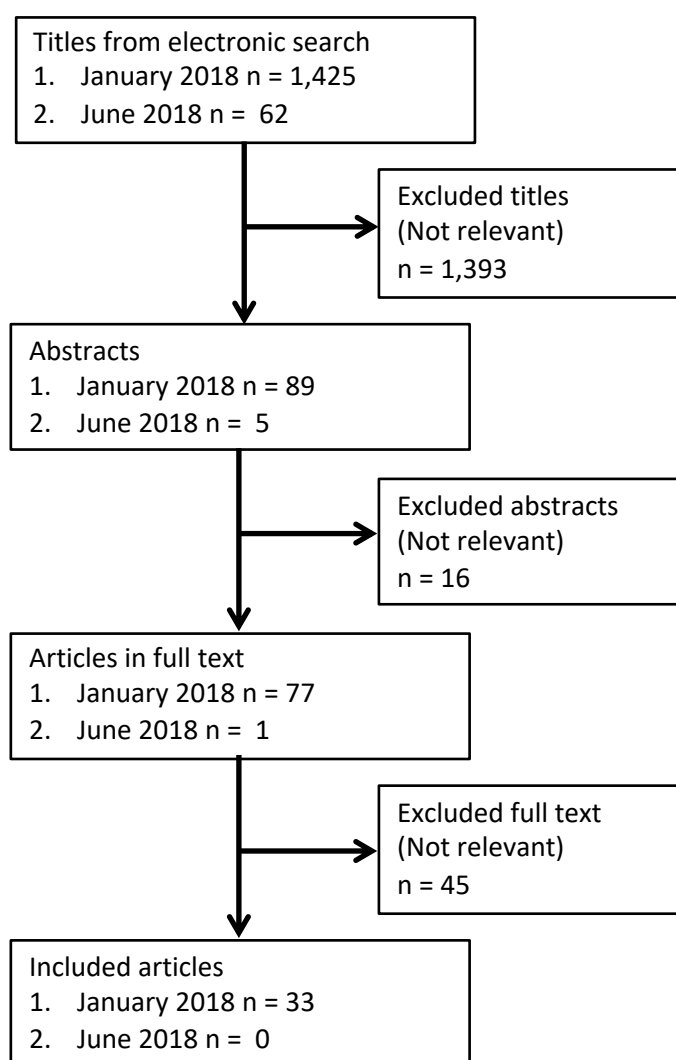 Titles from electronic search
1. January 2018 n = 1,425
2. June 2018 n = 62
Excluded titles
(Not relevant)
n = 1,393
Abstracts
1. January 2018 n = 89
2. June 2018 n = 5
Excluded abstracts
(Not relevant)
n = 16
Articles in full text
1. January 2018 n = 77
2. June 2018 n = 1
Excluded full text
(Not relevant)
n = 45
Included articles
1. January 2018 n = 33
2. June 2018 n = 0